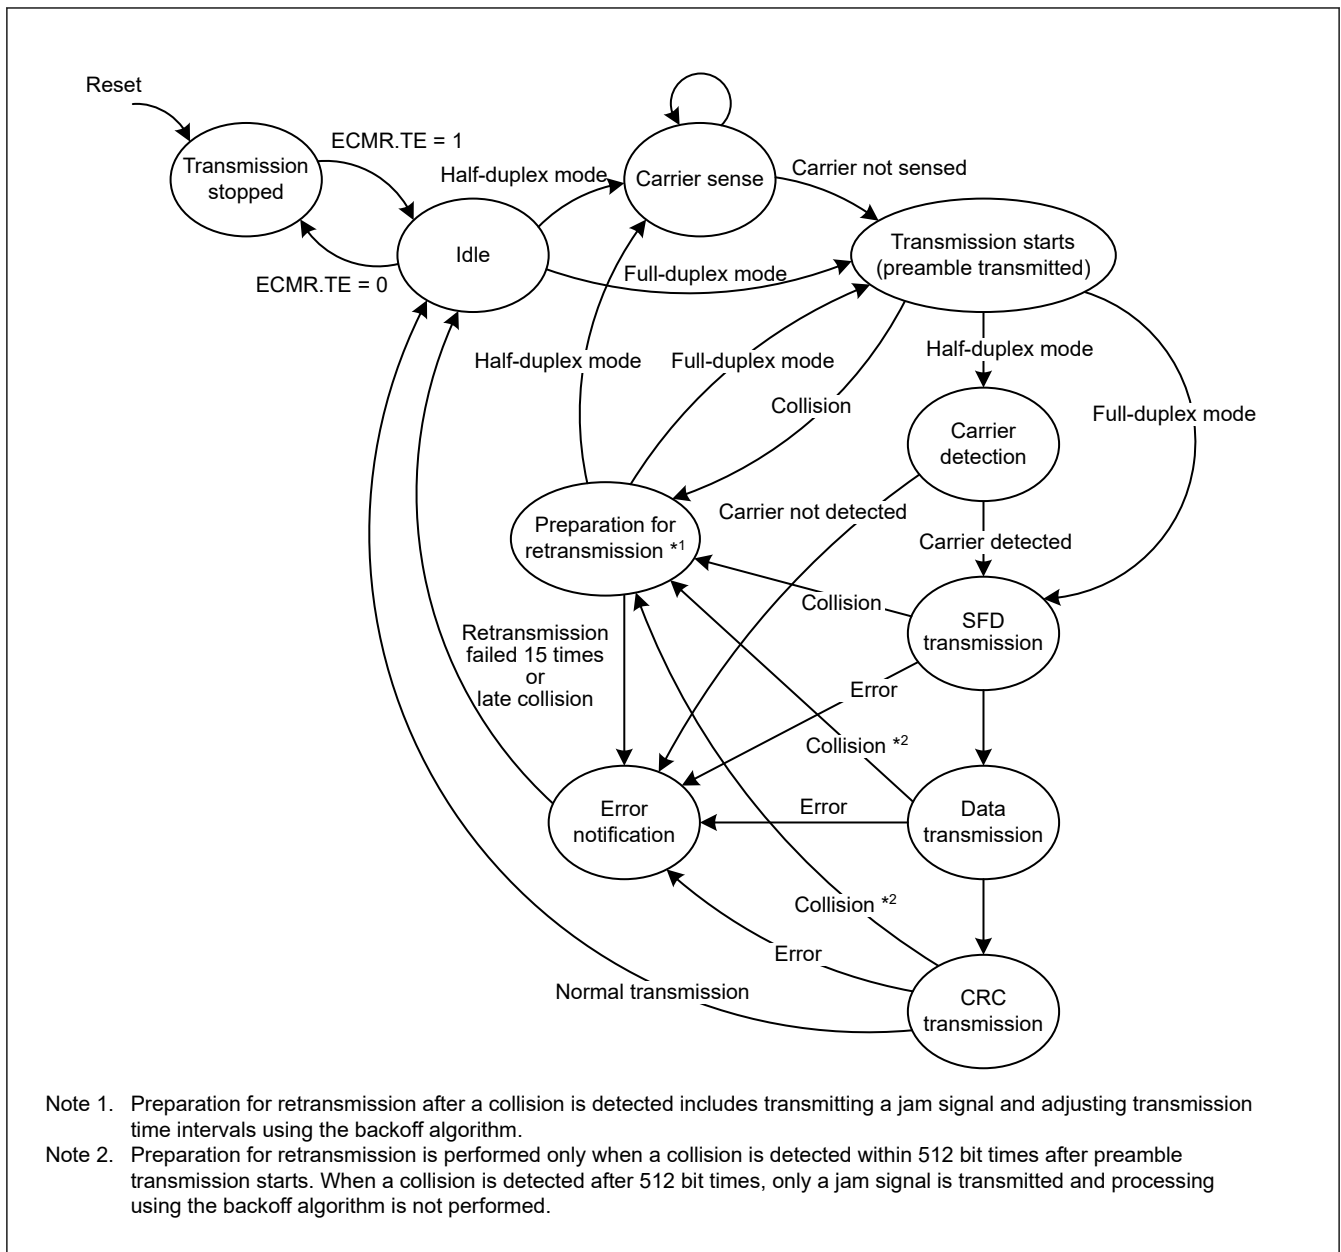 Reset
ECMR.TE = 1
Transmission
stopped
Half-duplex mode
Carrier sense
Carrier not sensed
Idle
ECMR.TE = 0
Full-duplex mode
Transmission starts
(preamble transmitted)
Half-duplex mode
Half-duplex mode
Full-duplex mode
Collision
Full-duplex mode
Carrier
detection
Preparation for
retransmission *1
Carrier not detected
Carrier detected
Collision
SFD
transmission
Retransmission
failed 15 times
or
late collision
Error
Collision *2
Error
notification
Error
Data
transmission
Collision *2
Error
Normal transmission
CRC
transmission
Note 1. Preparation for retransmission after a collision is detected includes transmitting a jam signal and adjusting transmission
time intervals using the backoff algorithm.
Note 2. Preparation for retransmission is performed only when a collision is detected within 512 bit times after preamble
transmission starts. When a collision is detected after 512 bit times, only a jam signal is transmitted and processing
using the backoff algorithm is not performed.